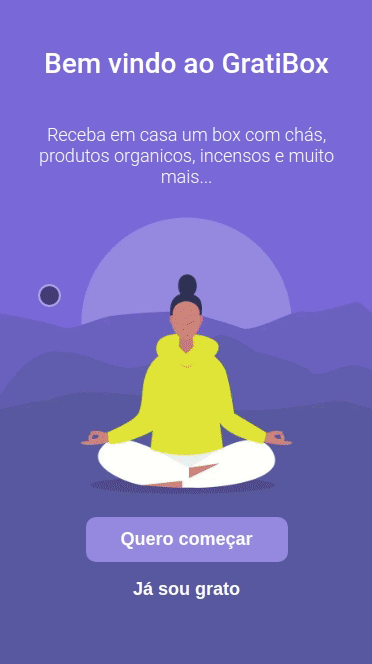 Bem vindo ao GratiBox
Receba em casa um box com chás,
produtos organicos, incensos e muito
mais...
Quero começar
Já sou grato